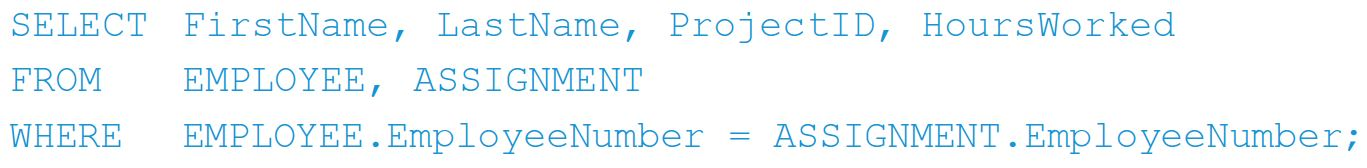 SELECT FirstName, LastName, ProjectID, HoursWorked
FROM EMPLOYEE, ASSIGNMENT
WHERE EMPLOYEE.EmployeeNumber = ASSIGNMENT.EmployeeNumber;